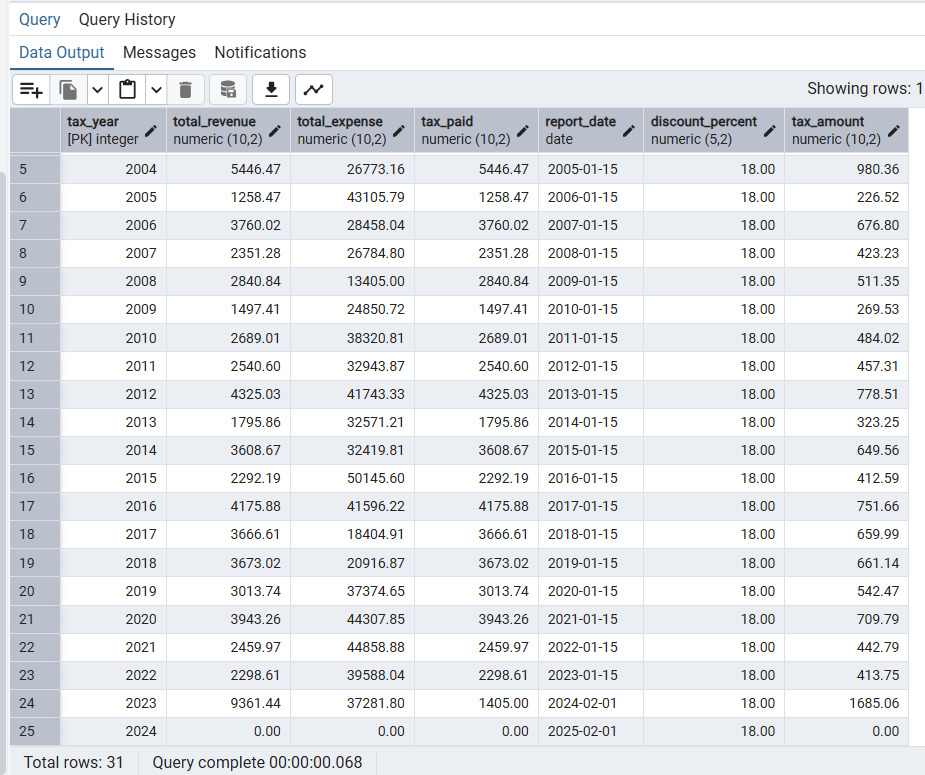 Query Query History
Data Output Messages Notifications
Showing rows: 1
tax_year total_revenue total_expense tax_paid report_date discount_percent tax_amount
[PK] integer numeric (10,2) numeric (10,2) numeric (10,2) date numeric (5,2) numeric (10,2)
5 2004 5446.47 26773.16 5446.47 2005-01-15 18.00 980.36
6 2005 1258.47 43105.79 1258.47 2006-01-15 18.00 226.52
7 2006 3760.02 28458.04 3760.02 2007-01-15 18.00 676.80
8 2007 2351.28 26784.80 2351.28 2008-01-15 18.00 423.23
9 2008 2840.84 13405.00 2840.84 2009-01-15 18.00 511.35
10 2009 1497.41 24850.72 1497.41 2010-01-15 18.00 269.53
11 2010 2689.01 38320.81 2689.01 2011-01-15 18.00 484.02
12 2011 2540.60 32943.87 2540.60 2012-01-15 18.00 457.31
13 2012 4325.03 41743.33 4325.03 2013-01-15 18.00 778.51
14 2013 1795.86 32571.21 1795.86 2014-01-15 18.00 323.25
15 2014 3608.67 32419.81 3608.67 2015-01-15 18.00 649.56
16 2015 2292.19 50145.60 2292.19 2016-01-15 18.00 412.59
17 2016 4175.88 41596.22 4175.88 2017-01-15 18.00 751.66
18 2017 3666.61 18404.91 3666.61 2018-01-15 18.00 659.99
19 2018 3673.02 20916.87 3673.02 2019-01-15 18.00 661.14
20 2019 3013.74 37374.65 3013.74 2020-01-15 18.00 542.47
21 2020 3943.26 44307.85 3943.26 2021-01-15 18.00 709.79
22 2021 2459.97 44858.88 2459.97 2022-01-15 18.00 442.79
23 2022 2298.61 39588.04 2298.61 2023-01-15 18.00 413.75
24 2023 9361.44 37281.80 1405.00 2024-02-01 18.00 1685.06
25 2024 0.00 0.00 0.00 2025-02-01 18.00 0.00
Total rows: 31 Query complete 00:00:00.068